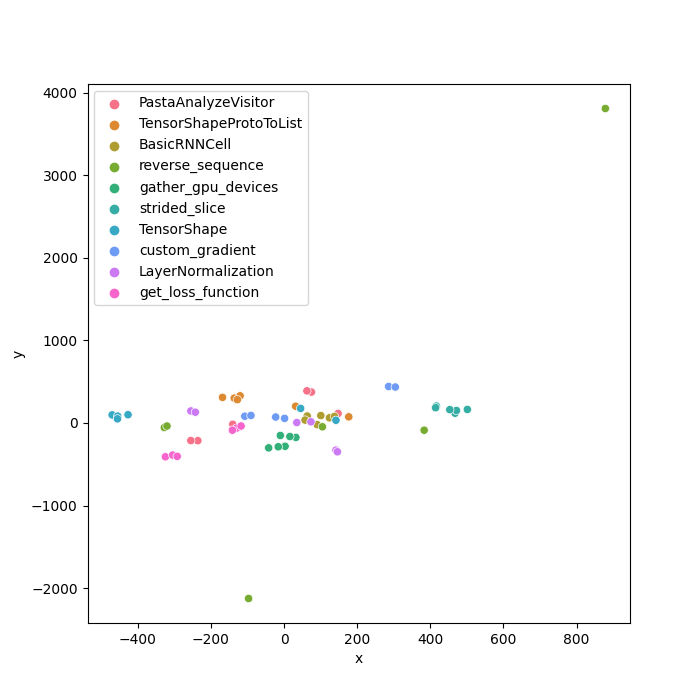 PastaAnalyzeVisitor
TensorShapeProtoToList
BasicRNNCell
reverse_sequence
gather_gpu_devices
strided_slice
TensorShape
custom_gradient
LayerNormalization
get_loss_function
4000
3000
2000
1000
0
−1000
−2000
y
−400 −200 0 200 400 600 800
x